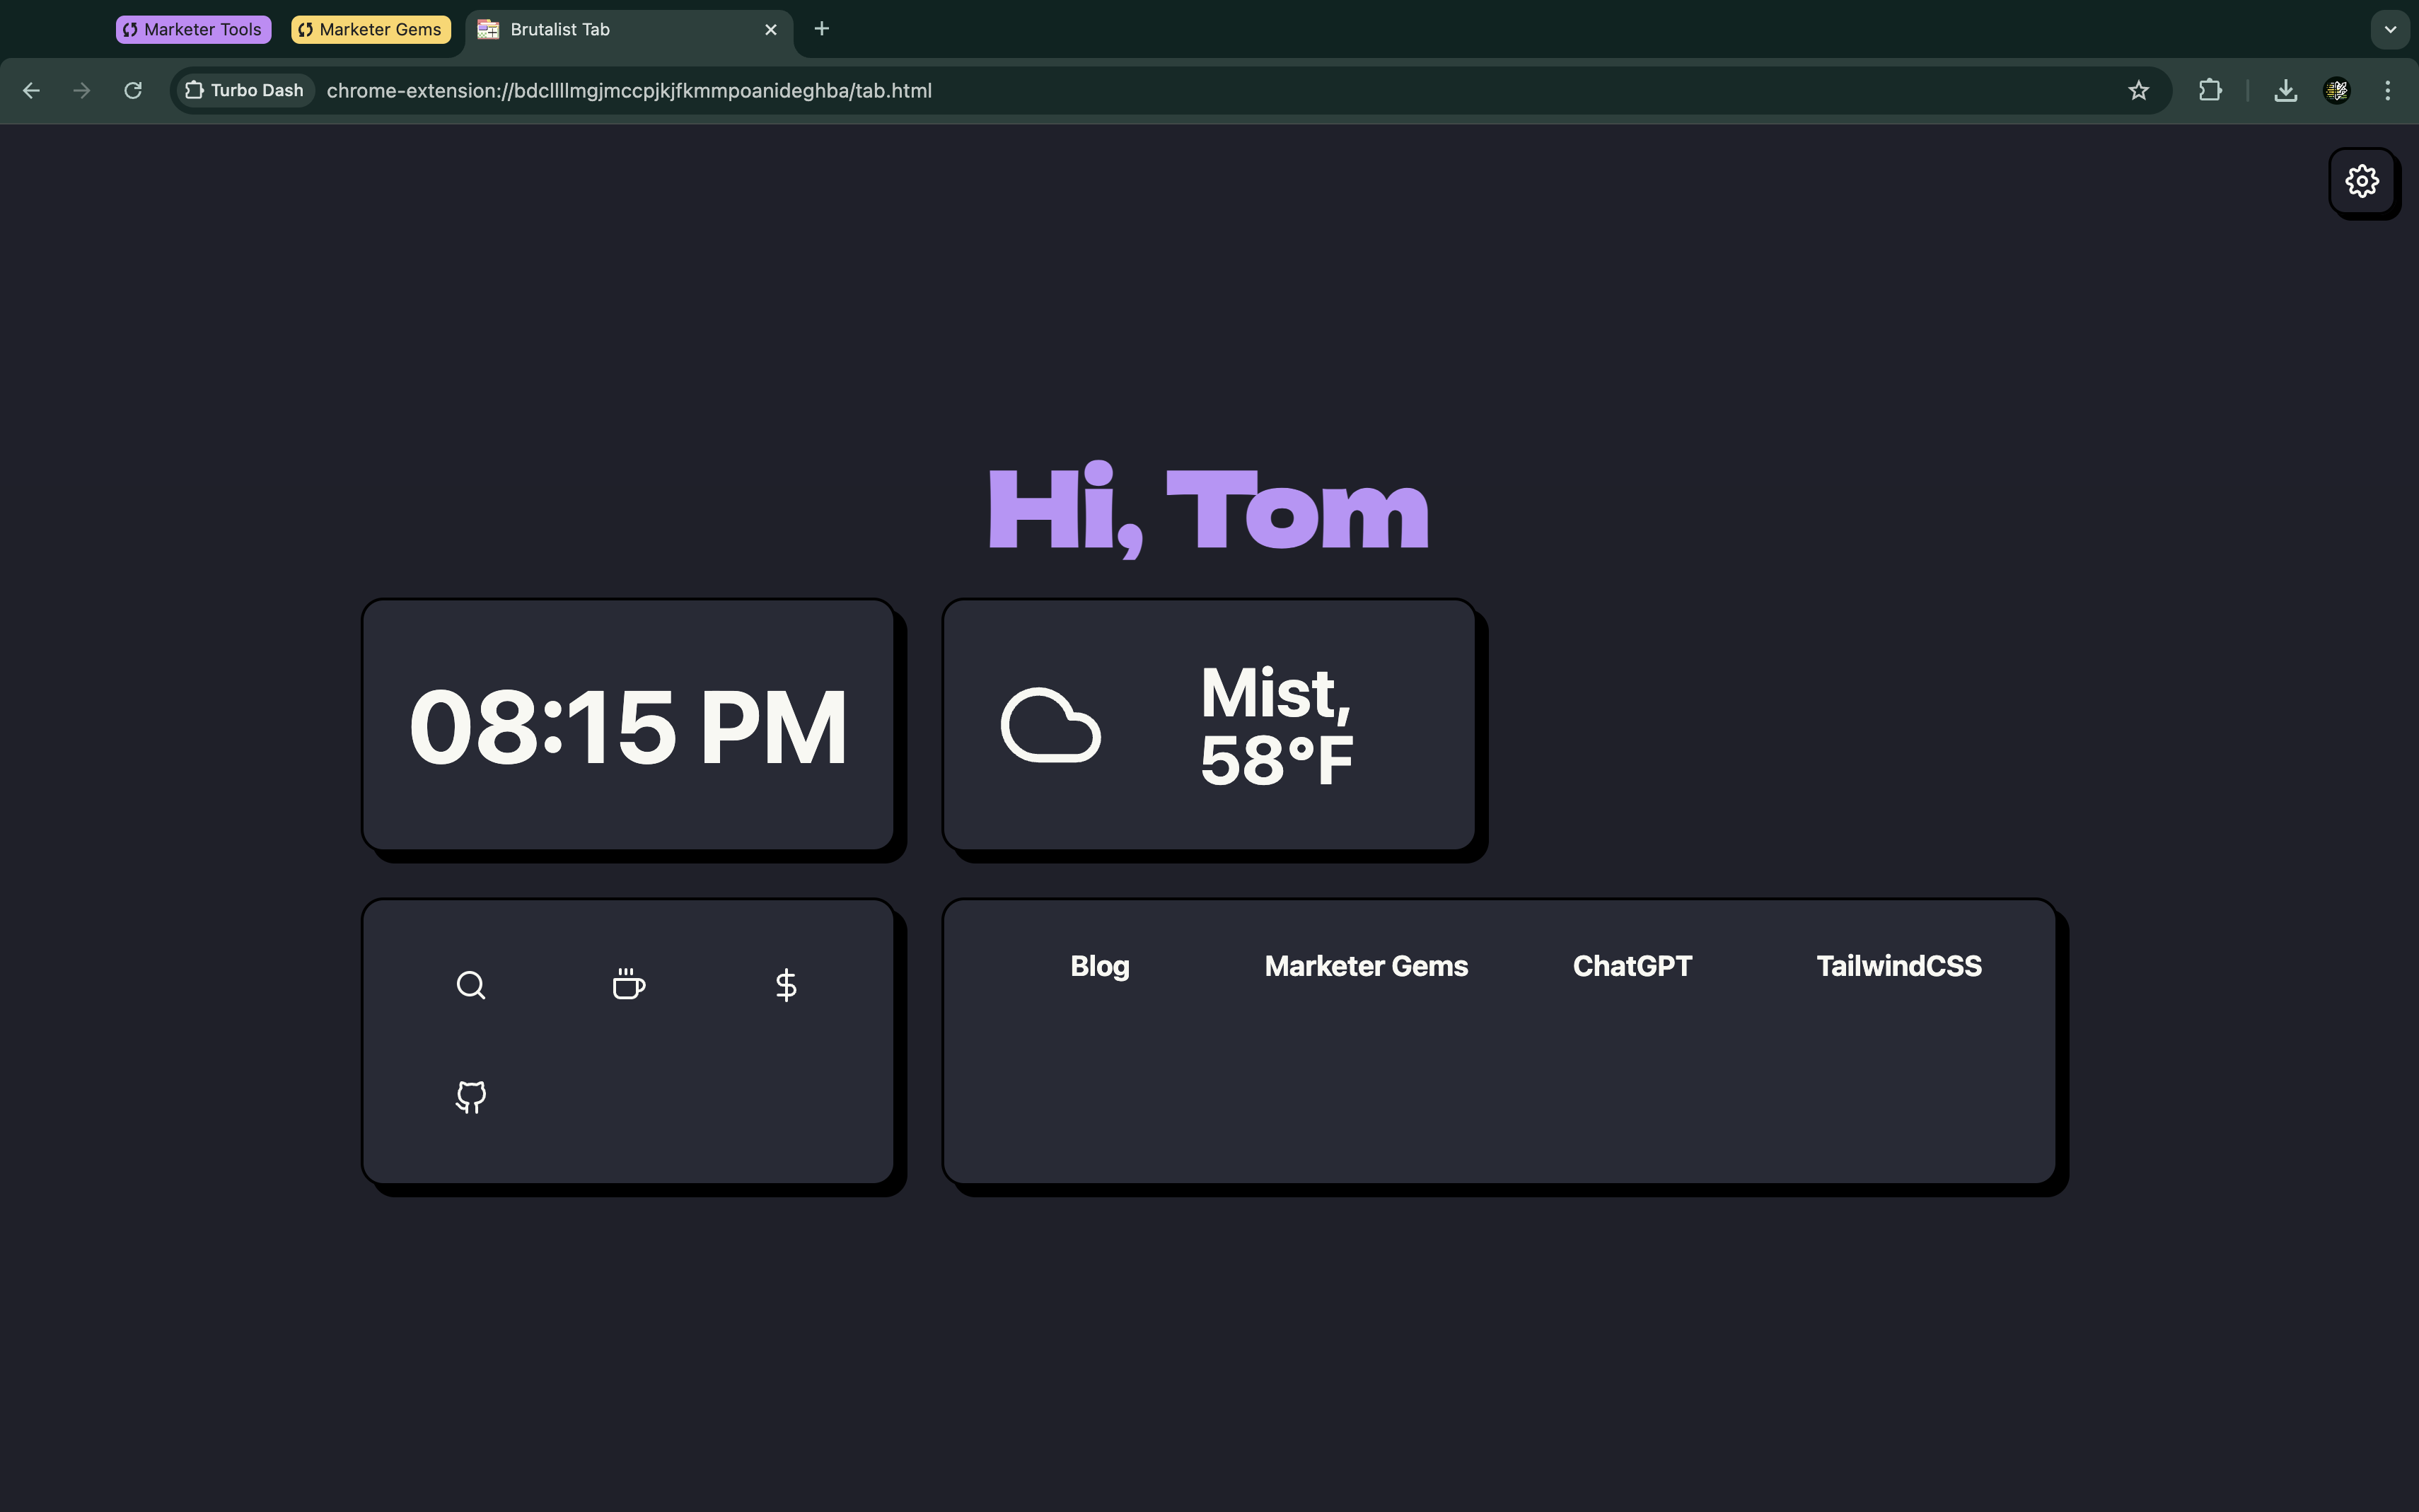 Marketer Tools
Marketer Gems
Brutalist Tab
Turbo Dash
chrome-extension://bdcllllmgjmccpjkjfkmmpoanideghba/tab.html
Hi, Tom
08:15 PM
Mist,
58°F
Blog
Marketer Gems
ChatGPT
TailwindCSS